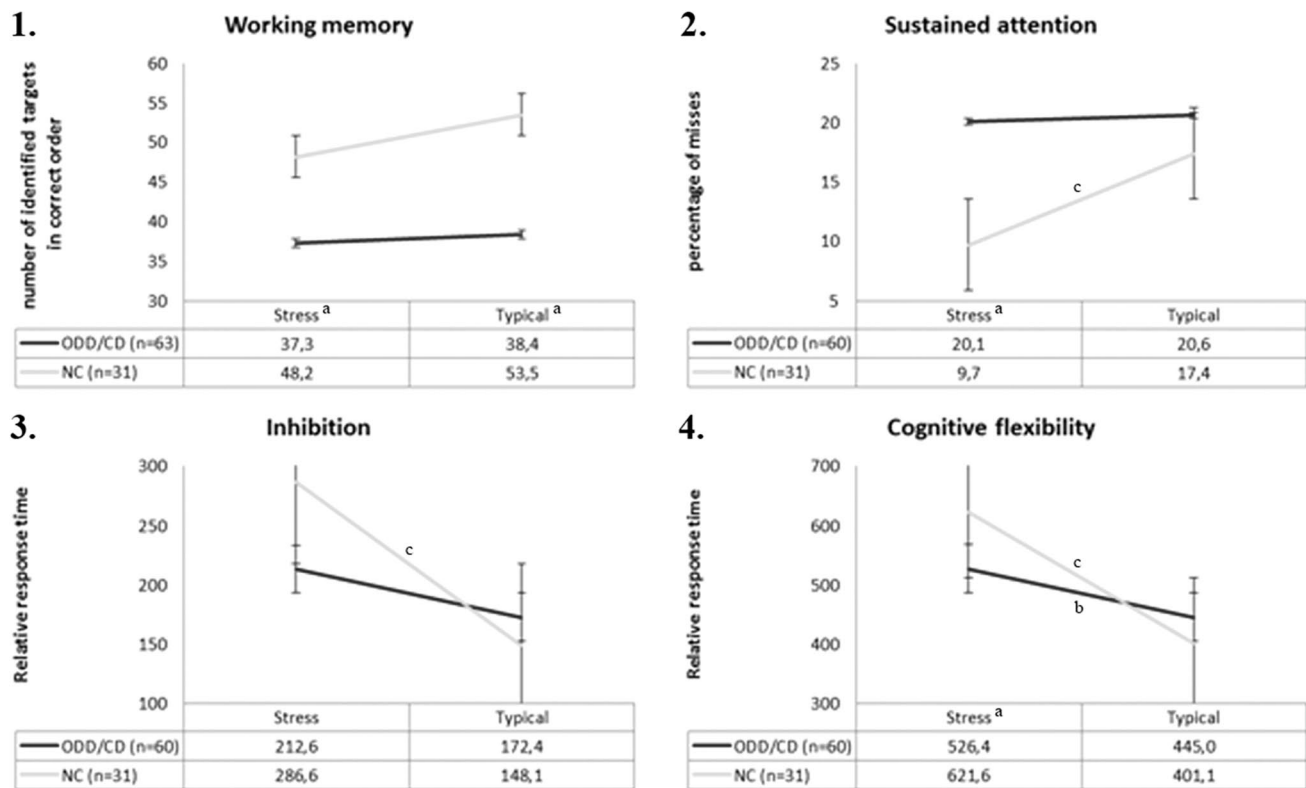 1.
Working memory
number of identified targets
in correct order
60
55
50
45
40
35
30
Stress a Typical a
ODD/CD (n=63) 37,3 38,4
NC (n=31) 48,2 53,5
2.
Sustained attention
percentage of misses
25
20
15
10
5
c
Stress a Typical
ODD/CD (n=60) 20,1 20,6
NC (n=31) 9,7 17,4
3.
Inhibition
Relative response time
300
250
200
150
100
c
Stress Typical
ODD/CD (n=60) 212,6 172,4
NC (n=31) 286,6 148,1
4.
Cognitive flexibility
Relative response time
700
600
500
400
300
c
b
Stress a Typical
ODD/CD (n=60) 526,4 445,0
NC (n=31) 621,6 401,1